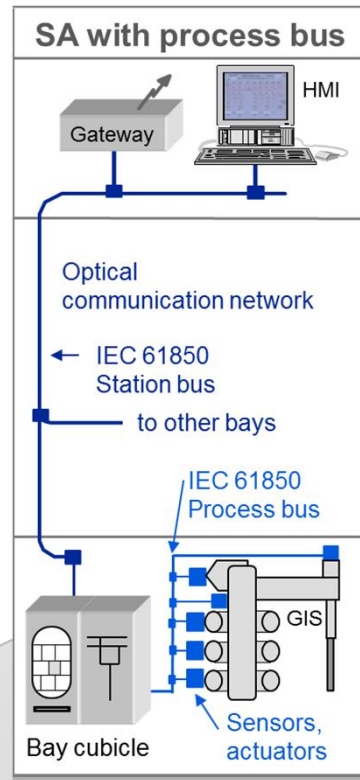 SA with process bus
HMI
Gateway
Optical
communication network
IEC 61850
Station bus
to other bays
IEC 61850
Process bus
GIS
Sensors,
actuators
Bay cubicle